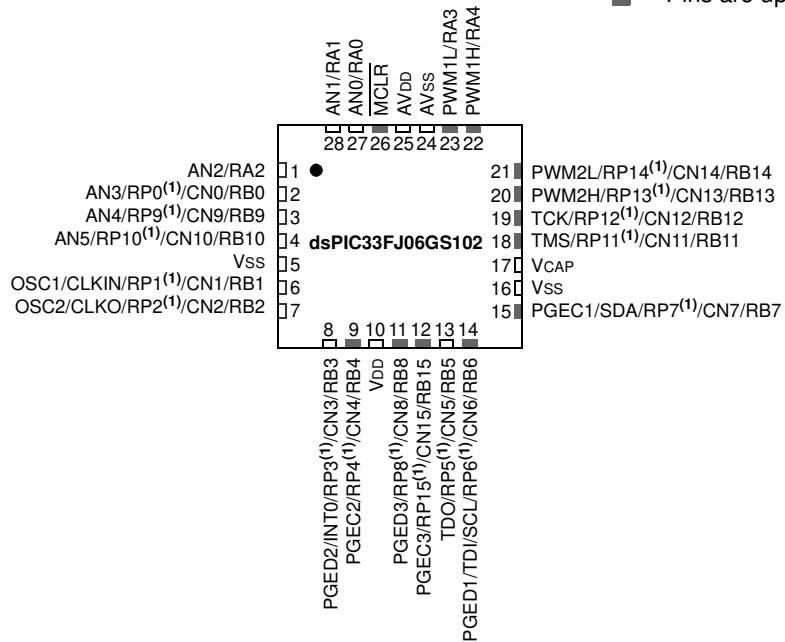 Pins are up
AN1/RA1
AN0/RA0
MCLR
AVDD
AVSS
PWM1L/RA3
PWM1H/RA4
28 27 26 25 24 23 22
AN2/RA2 1
AN3/RP0(1)/CN0/RB0 2
AN4/RP9(1)/CN9/RB9 3
AN5/RP10(1)/CN10/RB10 4
VSS 5
OSC1/CLKIN/RP1(1)/CN1/RB1 6
OSC2/CLKO/RP2(1)/CN2/RB2 7
dsPIC33FJ06GS102
21 PWM2L/RP14(1)/CN14/RB14
20 PWM2H/RP13(1)/CN13/RB13
19 TCK/RP12(1)/CN12/RB12
18 TMS/RP11(1)/CN11/RB11
17 VCAP
16 VSS
15 PGEC1/SDA/RP7(1)/CN7/RB7
8 9 10 11 12 13 14
PGED2/INT0/RP3(1)/CN3/RB3
PGEC2/RP4(1)/CN4/RB4
VDD
PGED3/RP8(1)/CN8/RB8
PGEC3/RP15(1)/CN15/RB15
TDO/RP5(1)/CN5/RB5
PGED1/TDI/SCL/RP6(1)/CN6/RB6